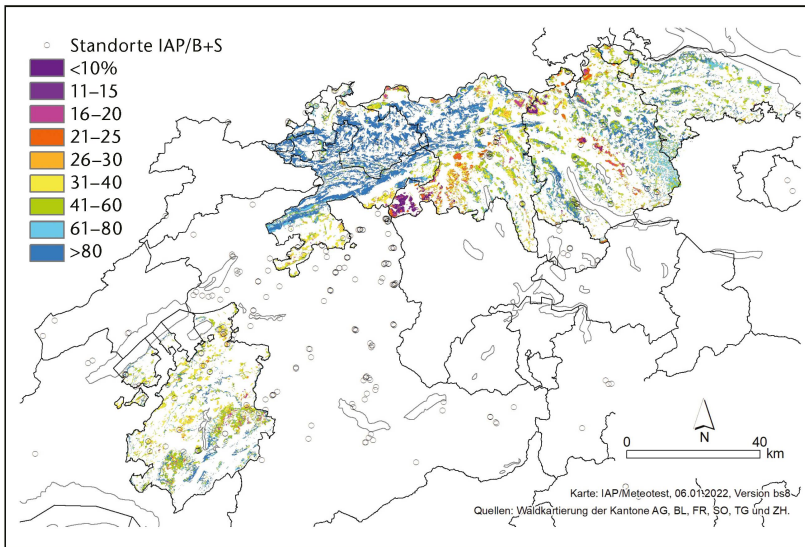 Standorte IAP/B+S
<10%
11–15
16–20
21–25
26–30
31–40
41–60
61–80
>80
N
0 40
km
Karte: IAP/Meteotest, 06.01.2022, Version bs8
Quellen: Waldkartierung der Kantone AG, BL, FR, SO, TG und ZH.